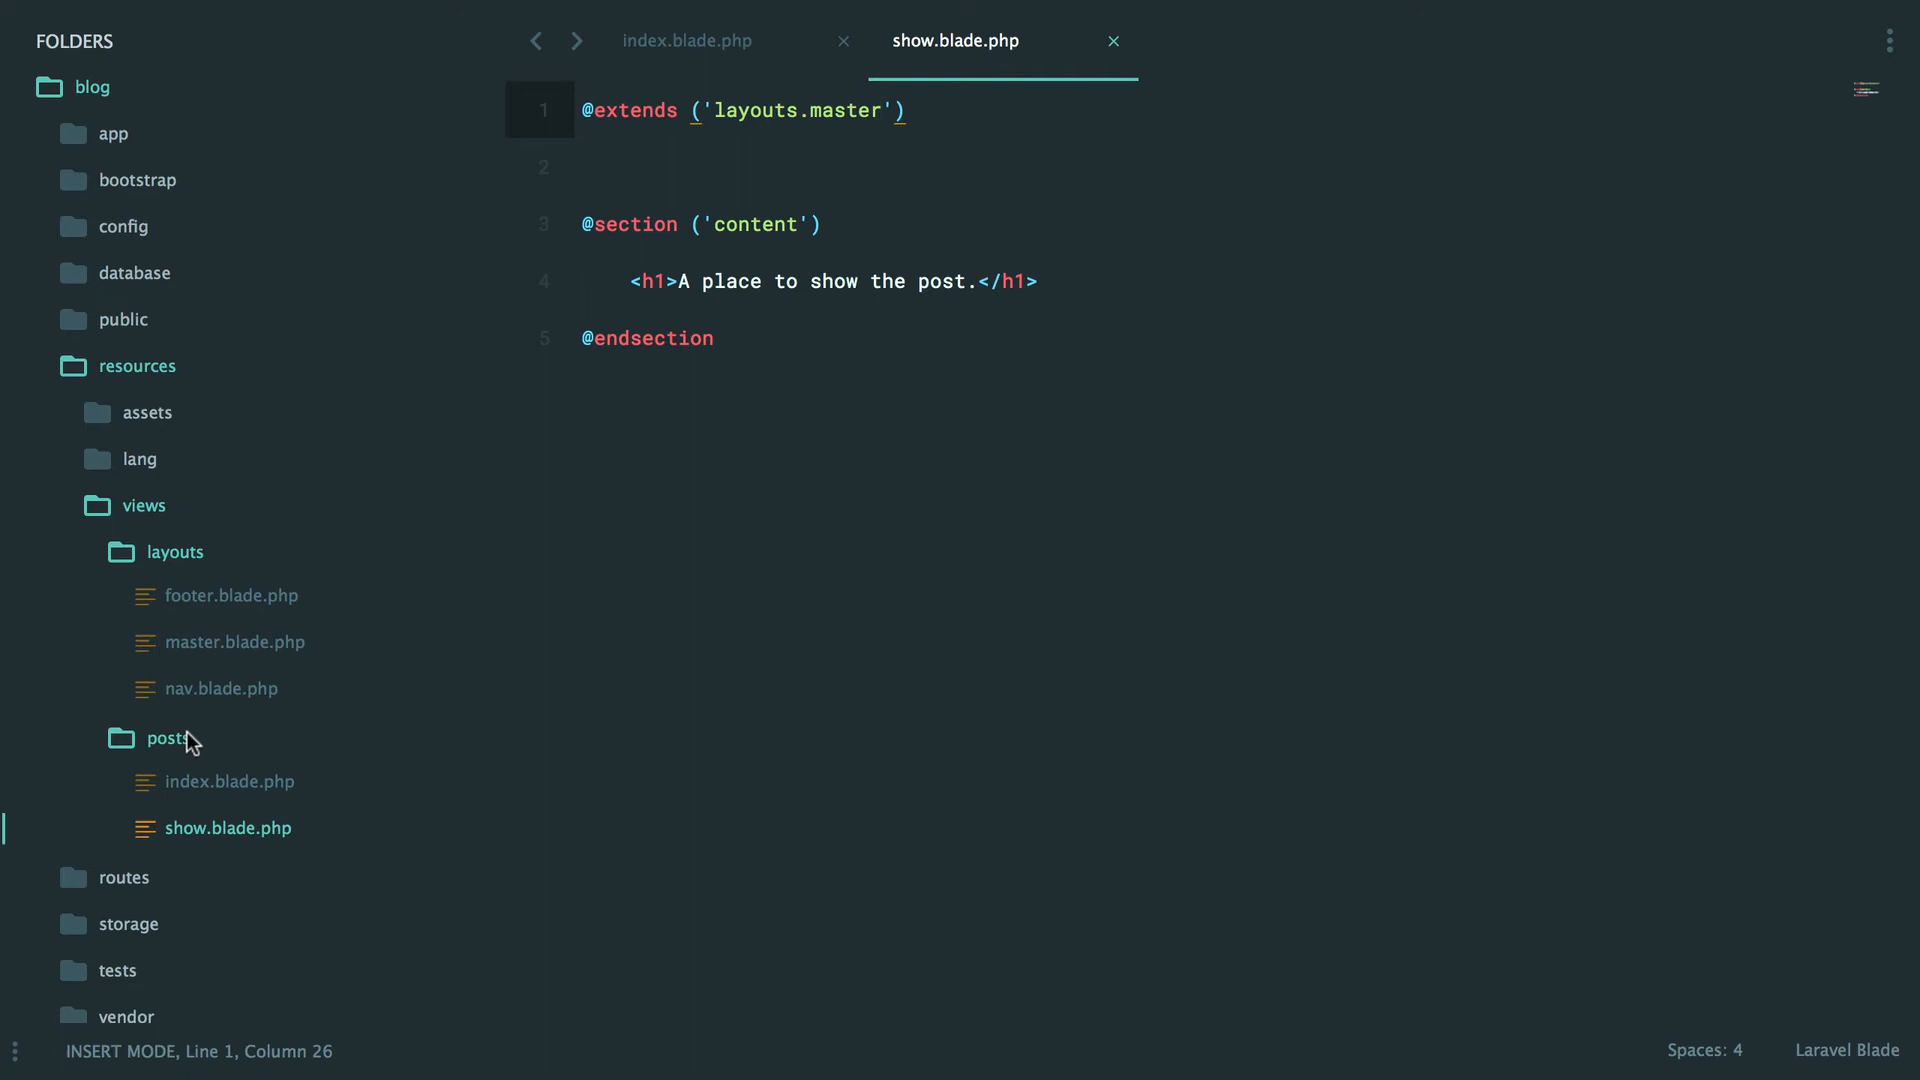 FOLDERS
blog
app
bootstrap
config
database
public
resources
assets
lang
views
layouts
footer.blade.php
master.blade.php
nav.blade.php
posts
index.blade.php
show.blade.php
routes
storage
tests
vendor
index.blade.php
show.blade.php
1 @extends ('layouts.master')
2
3 @section ('content')
4 <h1>A place to show the post.</h1>
5 @endsection
INSERT MODE, Line 1, Column 26
Spaces: 4
Laravel Blade